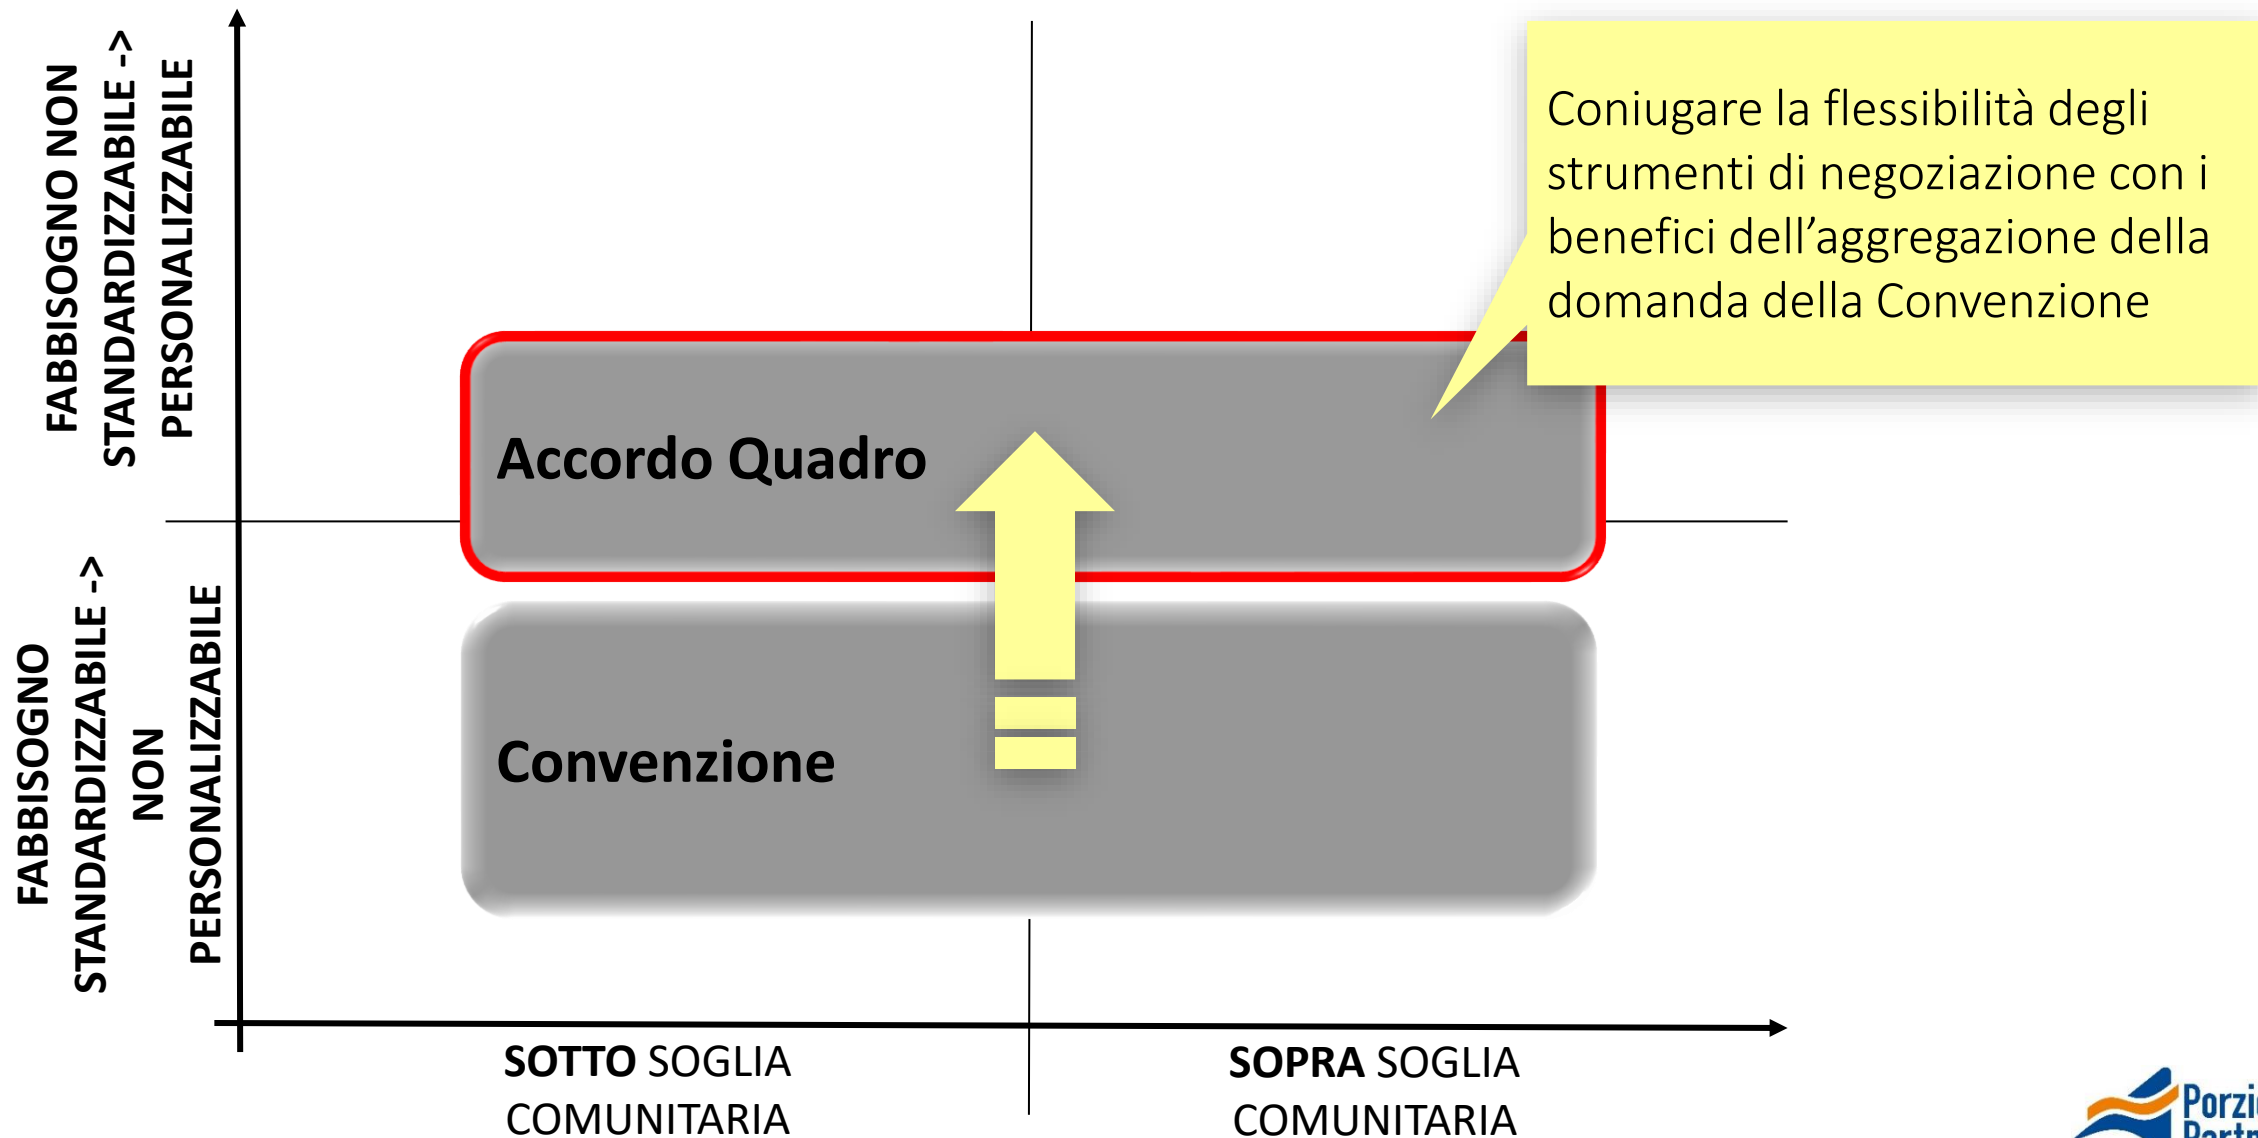 FABBISOGNO NON
STANDARDIZZABILE ->
PERSONALIZZABILE
Coniugare la flessibilità degli
strumenti di negoziazione con i
benefici dell’aggregazione della
domanda della Convenzione
Accordo Quadro
FABBISOGNO
STANDARDIZZABILE ->
NON
PERSONALIZZABILE
Convenzione
SOTTO SOGLIA
COMUNITARIA
SOPRA SOGLIA
COMUNITARIA